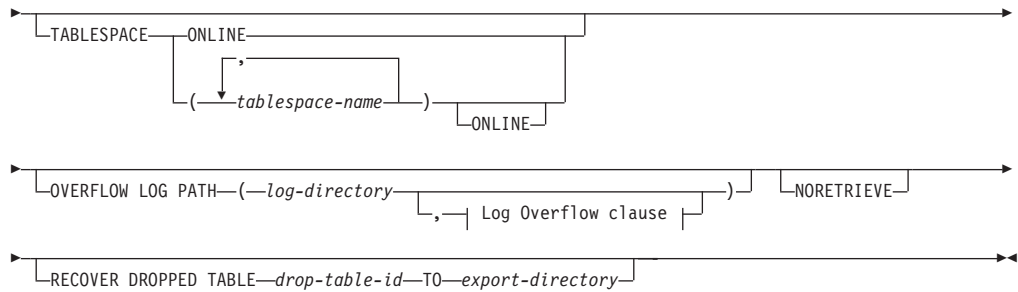 TABLESPACE ONLINE
,
( tablespace-name )
ONLINE
OVERFLOW LOG PATH ( log-directory ) NORETRIEVE
, Log Overflow clause
RECOVER DROPPED TABLE drop-table-id TO export-directory